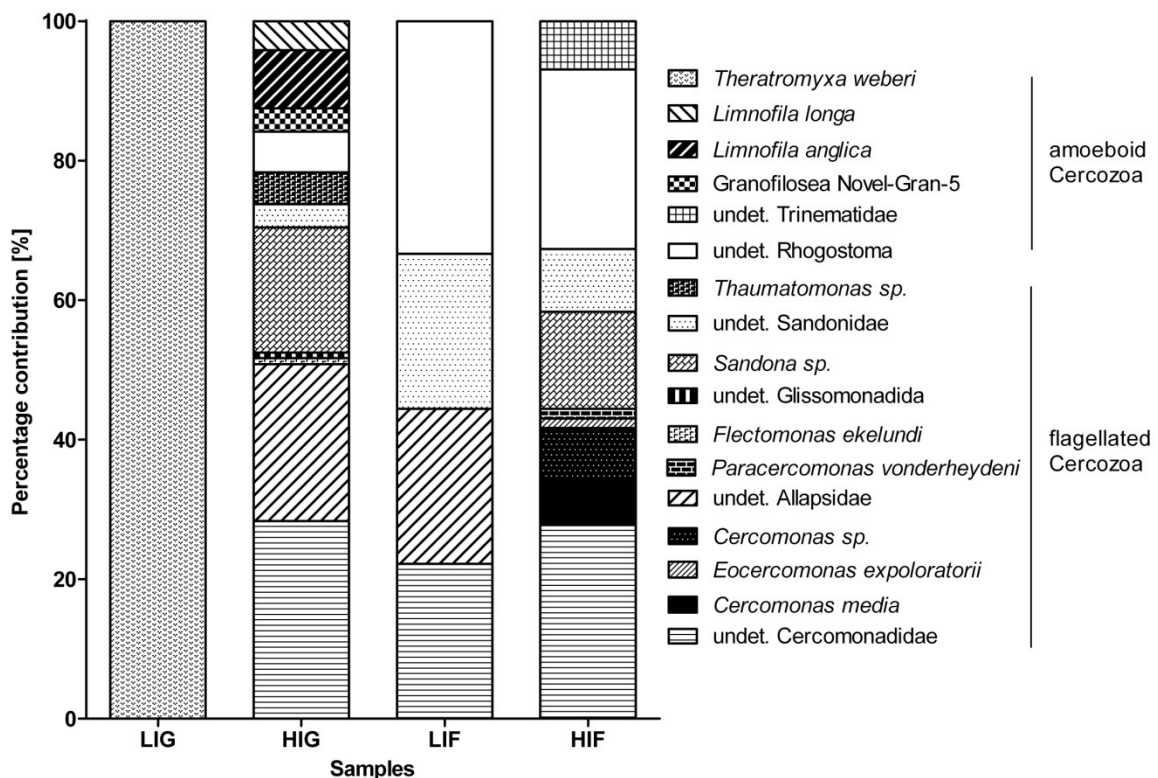 100
80
60
40
20
0
Percentage contribution [%]
LIG HIG LIF HIF
Samples
Theratromyxa weberi
Limnofila longa
Limnofila anglica
Granofilosea Novel-Gran-5
undet. Trinematidae
undet. Rhogostoma
Thaumatomonas sp.
undet. Sandonidae
Sandona sp.
undet. Glissomonadida
Flectomonas ekelundi
Paracercomonas vonderheydeni
undet. Allapsidae
Cercomonas sp.
Eocercomonas expoloratorii
Cercomonas media
undet. Cercomonadidae
amoeboid
Cercozoa
flagellated
Cercozoa